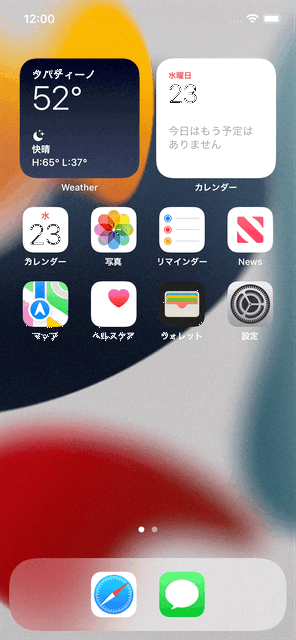 12:00
タパディーノ
52°
快晴
H:65° L:37°
Weather
水曜日
23
今日はもう予定は
ありません
カレンダー
水
23
カレンダー
写真
リマインダー
News
マップ
ヘルスケア
ウォレット
設定